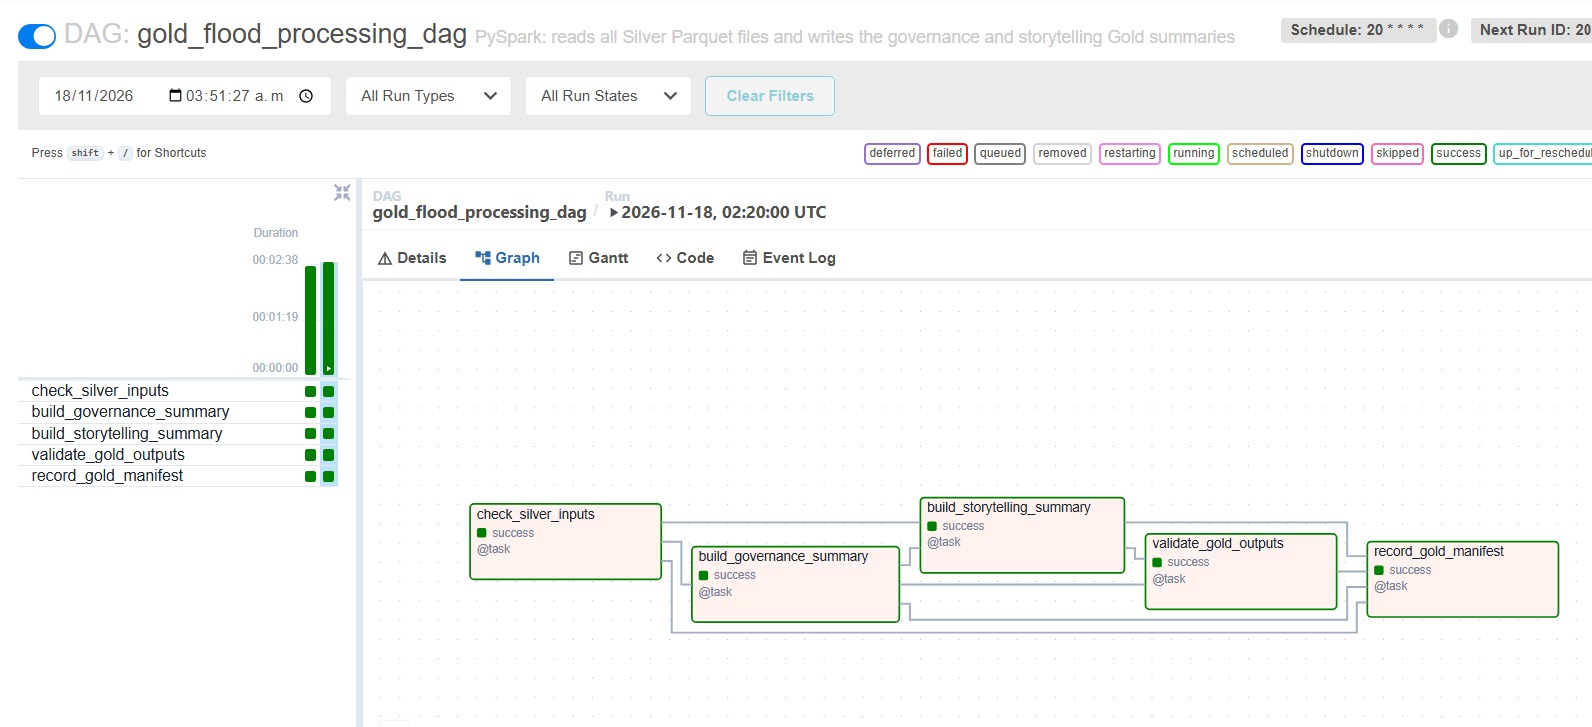 DAG: gold_flood_processing_dag PySpark: reads all Silver Parquet files and writes the governance and storytelling Gold summaries
Schedule: 20 * * * *
Next Run ID: 20
18/11/2026 03:51:27 a. m
All Run Types
All Run States
Clear Filters
Press shift + / for Shortcuts
deferred failed queued removed restarting running scheduled shutdown skipped success up_for_reschedul
DAG
gold_flood_processing_dag
/
Run
2026-11-18, 02:20:00 UTC
Details
Graph
Gantt
Code
Event Log
Duration
00:02:38
00:01:19
00:00:00
check_silver_inputs
build_governance_summary
build_storytelling_summary
validate_gold_outputs
record_gold_manifest
check_silver_inputs
success
@task
build_governance_summary
success
@task
build_storytelling_summary
success
@task
validate_gold_outputs
success
@task
record_gold_manifest
success
@task